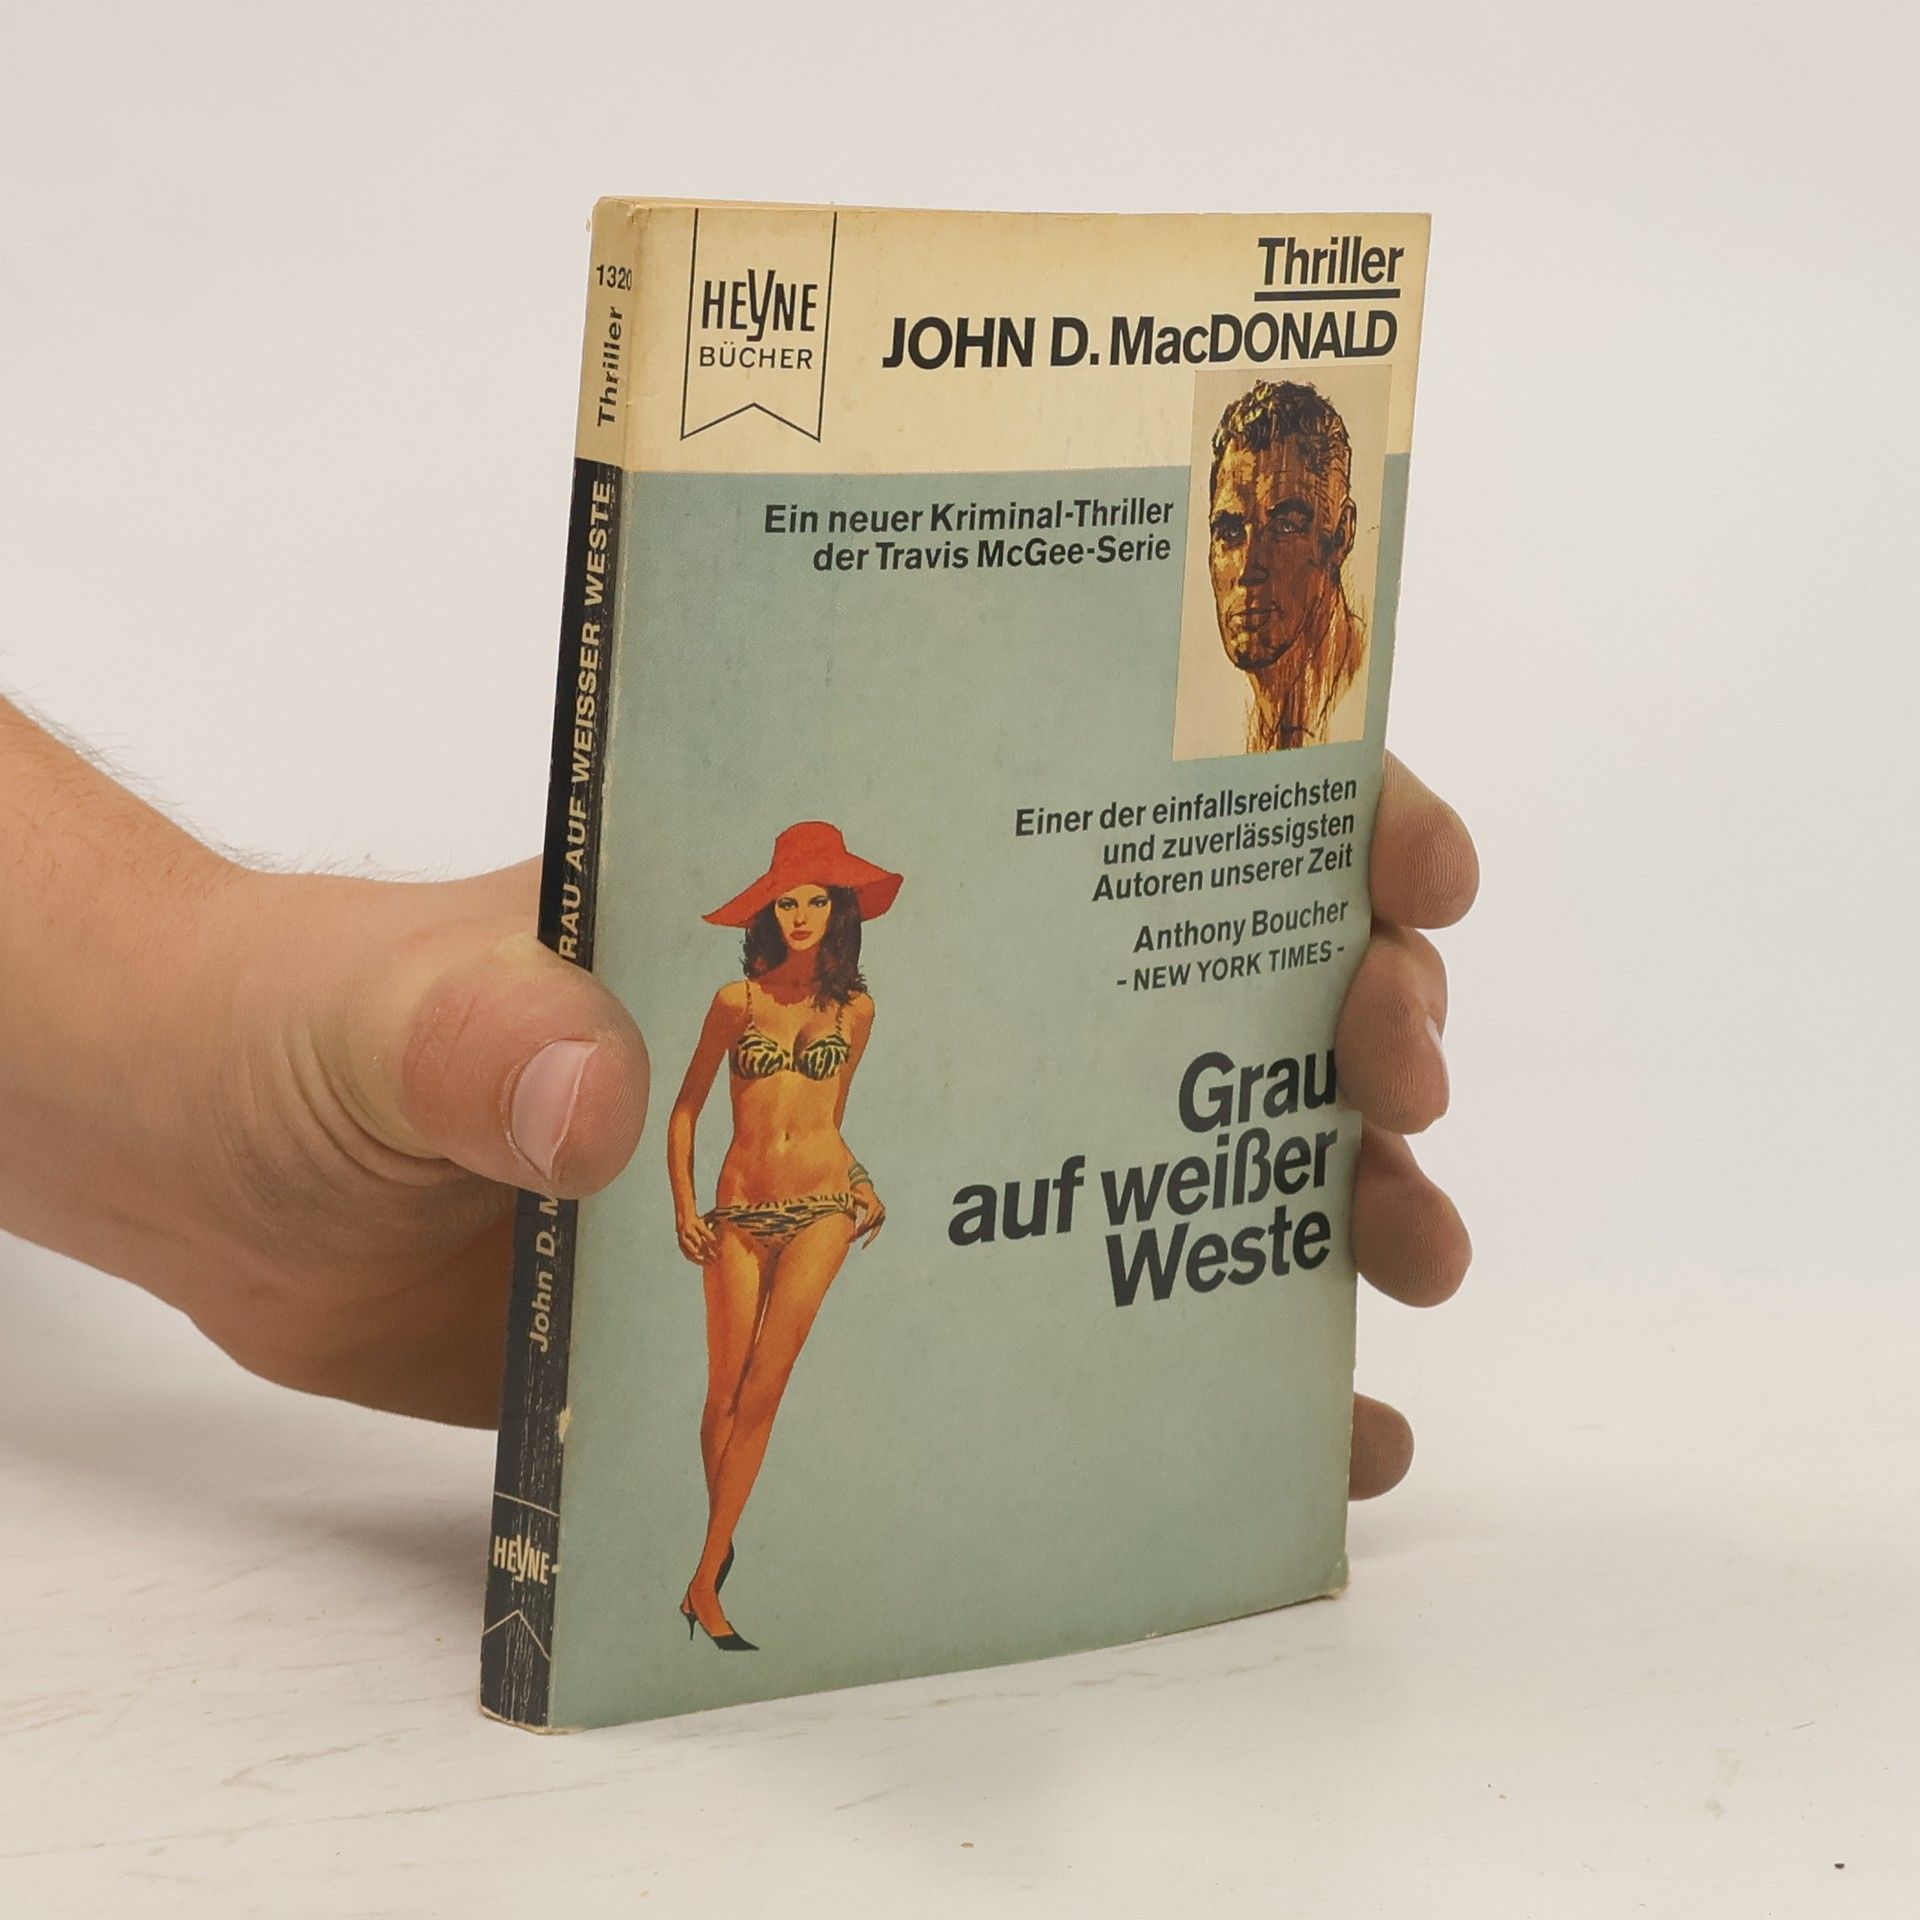 1320
Thriller
RAU AUF WEISSER WESTE
John D. M
HEYNE
HEYNE
BÜCHER
Thriller
JOHN D. MacDONALD
Ein neuer Kriminal-Thriller
der Travis McGee-Serie
Einer der einfallsreichsten
und zuverlässigsten
Autoren unserer Zeit
Anthony Boucher
- NEW YORK TIMES -
Grau
auf weißer
Weste